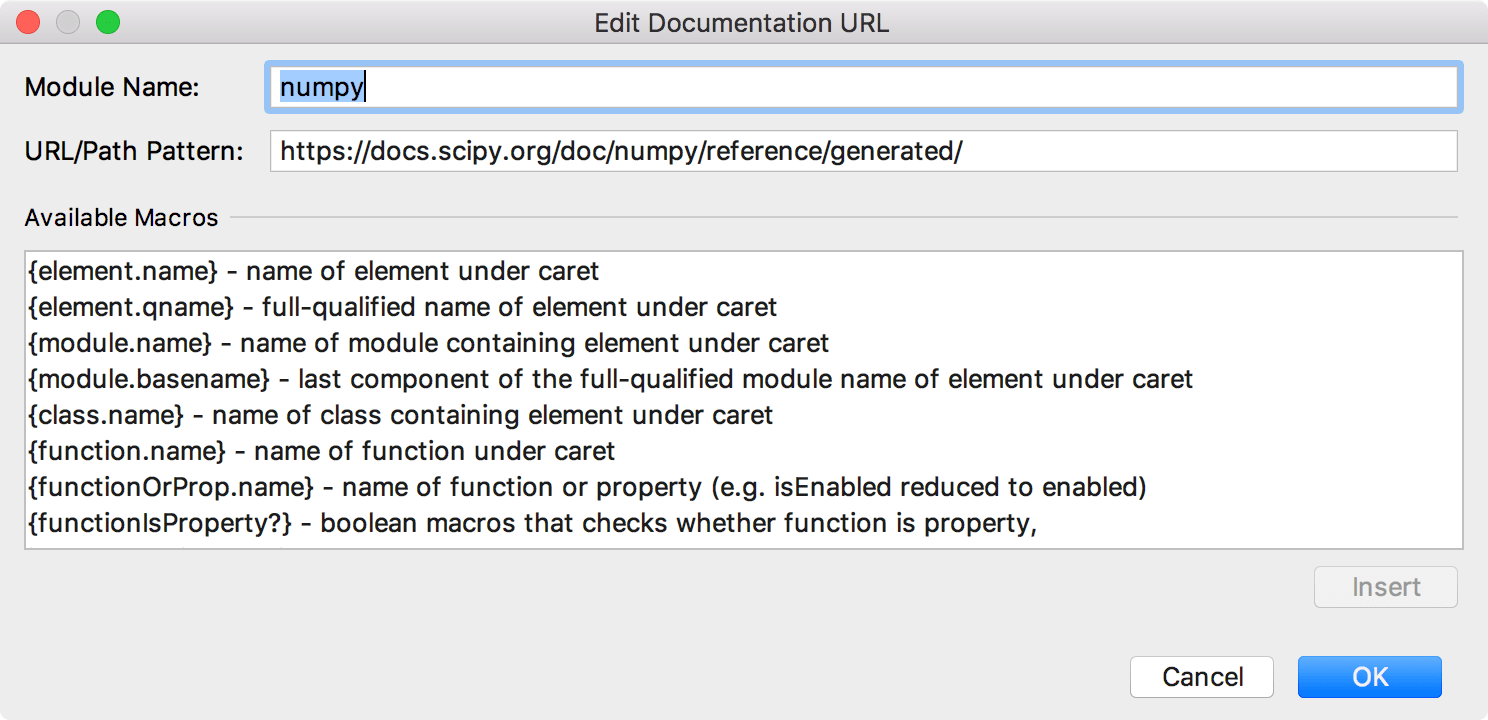 Edit Documentation URL
Module Name: numpy
URL/Path Pattern: https://docs.scipy.org/doc/numpy/reference/generated/
Available Macros
{element.name} - name of element under caret
{element.qname} - full-qualified name of element under caret
{module.name} - name of module containing element under caret
{module.basename} - last component of the full-qualified module name of element under caret
{class.name} - name of class containing element under caret
{function.name} - name of function under caret
{functionOrProp.name} - name of function or property (e.g. isEnabled reduced to enabled)
{functionIsProperty?} - boolean macros that checks whether function is property,
Insert
Cancel OK